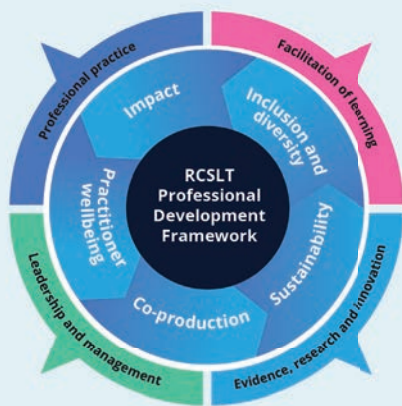 Professional practice
Facilitation of learning
Impact
Inclusion and
diversity
RCSLT
Professional
Development
Framework
Practitioner
wellbeing
Sustainability
Co-production
Leadership and management
Evidence, research and innovation